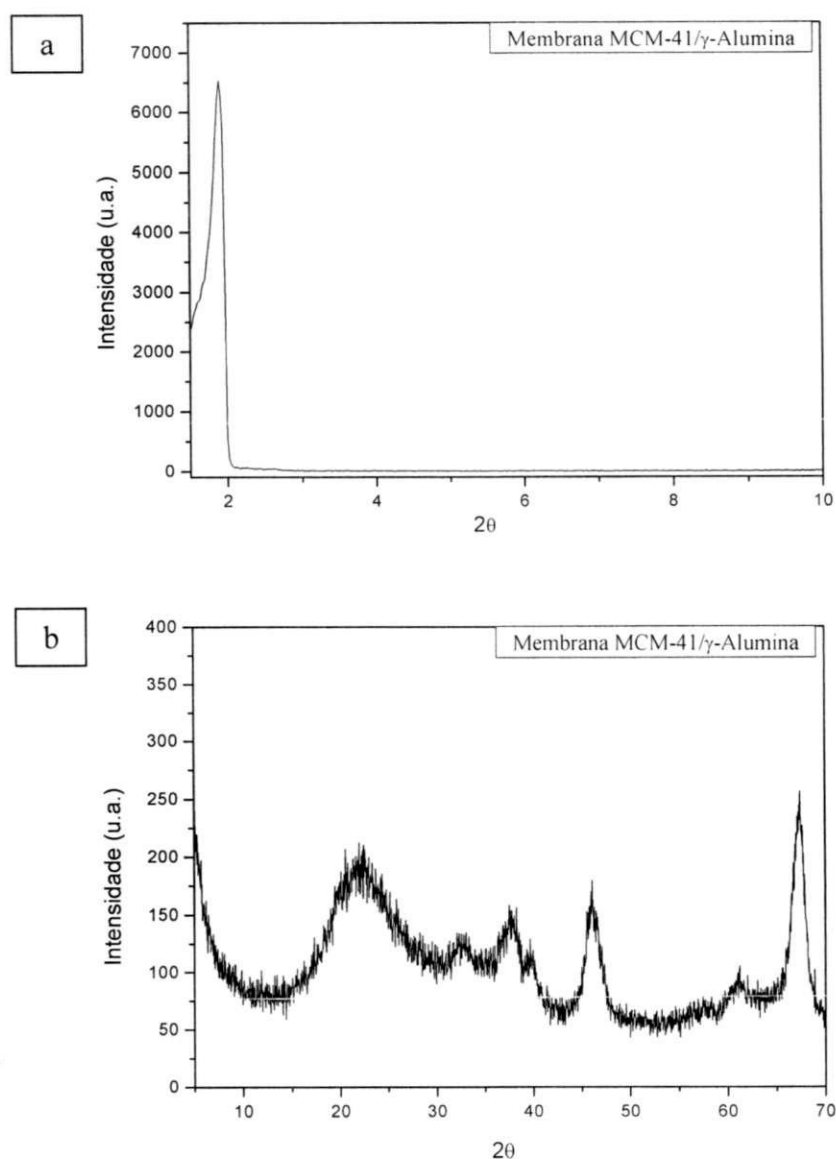 a
Membrana MCM-41/γ-Alumina
Intensidade (u.a.)
7000
6000
5000
4000
3000
2000
1000
0
2 4 6 8 10
2θ
b
Membrana MCM-41/γ-Alumina
Intensidade (u.a.)
400
350
300
250
200
150
100
50
0
10 20 30 40 50 60 70
2θ